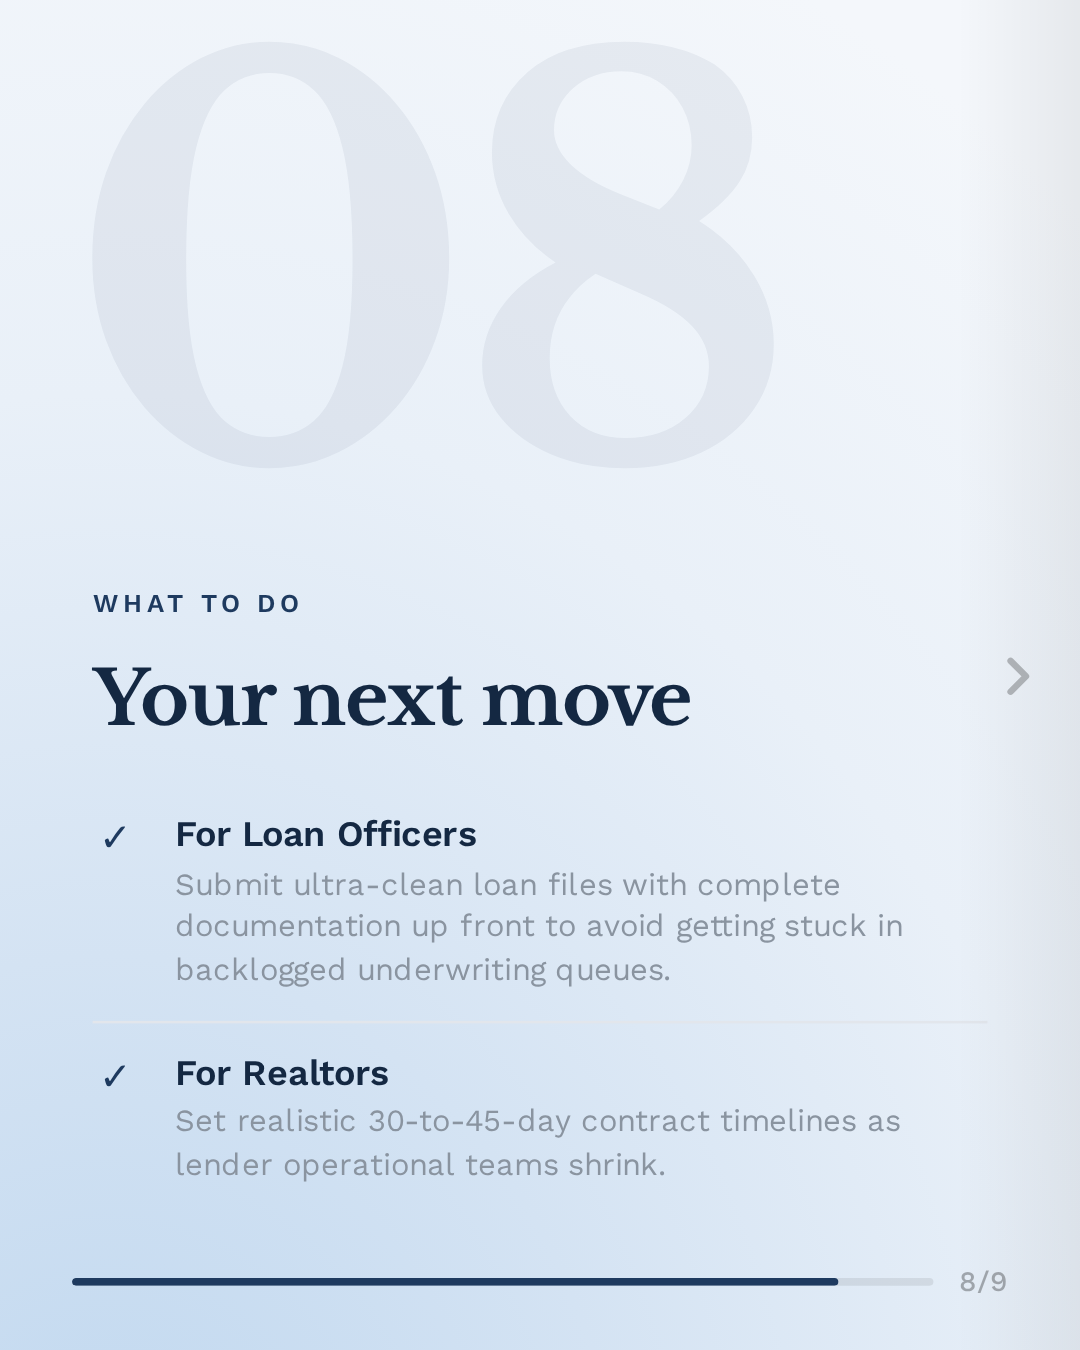 08
WHAT TO DO
Your next move
✓ For Loan Officers
Submit ultra-clean loan files with complete
documentation up front to avoid getting stuck in
backlogged underwriting queues.
✓ For Realtors
Set realistic 30-to-45-day contract timelines as
lender operational teams shrink.
8/9